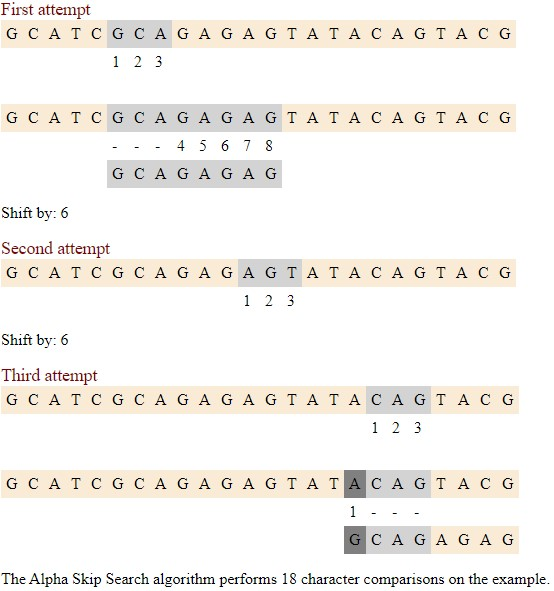 First attempt
G C A T C G C A G A G A G T A T A C A G T A C G
1 2 3
G C A T C G C A G A G A G T A T A C A G T A C G
- - - 4 5 6 7 8
G C A G A G A G
Shift by: 6
Second attempt
G C A T C G C A G A G A G T A T A C A G T A C G
1 2 3
Shift by: 6
Third attempt
G C A T C G C A G A G A G T A T A C A G T A C G
1 2 3
G C A T C G C A G A G A G T A T A C A G T A C G
1 - - -
G C A G A G A G
The Alpha Skip Search algorithm performs 18 character comparisons on the example.